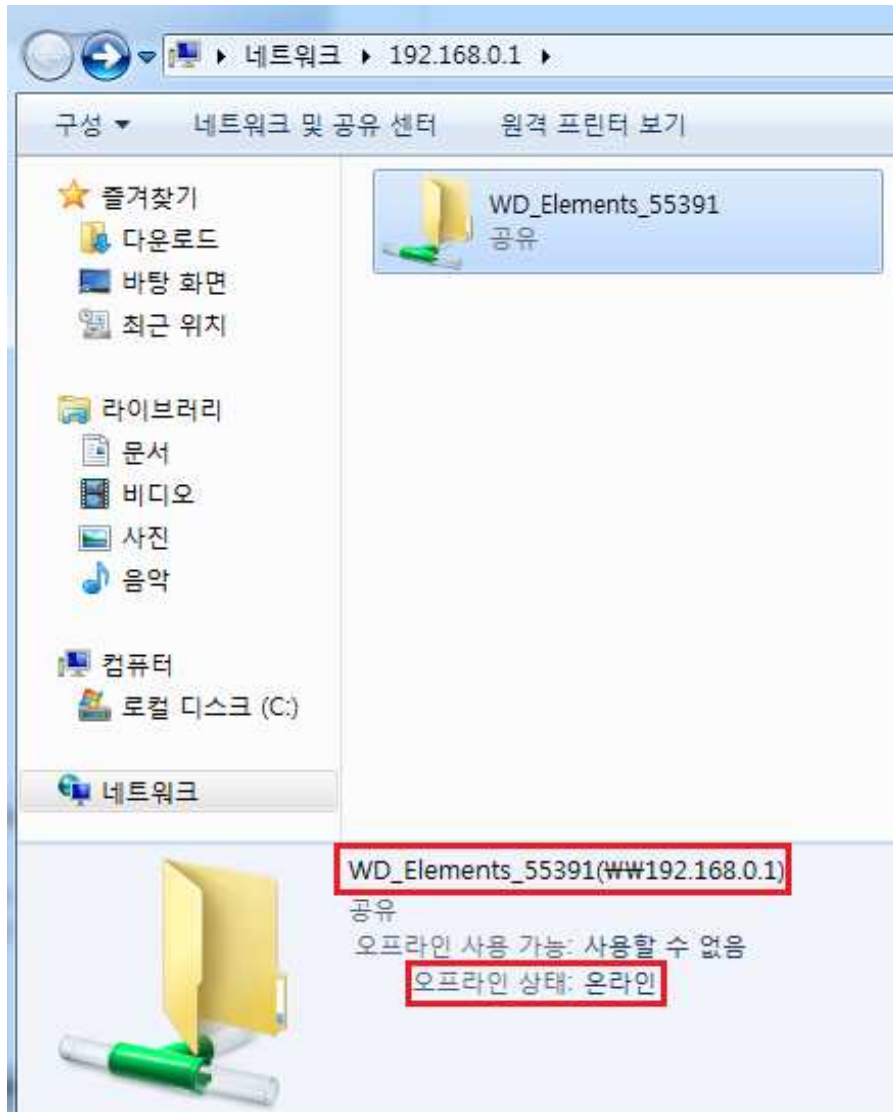 네트워크 ▸ 192.168.0.1 ▸
구성 ▼ 네트워크 및 공유 센터 원격 프린터 보기
즐겨찾기
다운로드
바탕 화면
최근 위치
라이브러리
문서
비디오
사진
음악
컴퓨터
로컬 디스크 (C:)
네트워크
WD_Elements_55391
공유
WD_Elements_55391(₩₩192.168.0.1)
공유
오프라인 사용 가능: 사용할 수 없음
오프라인 상태: 온라인